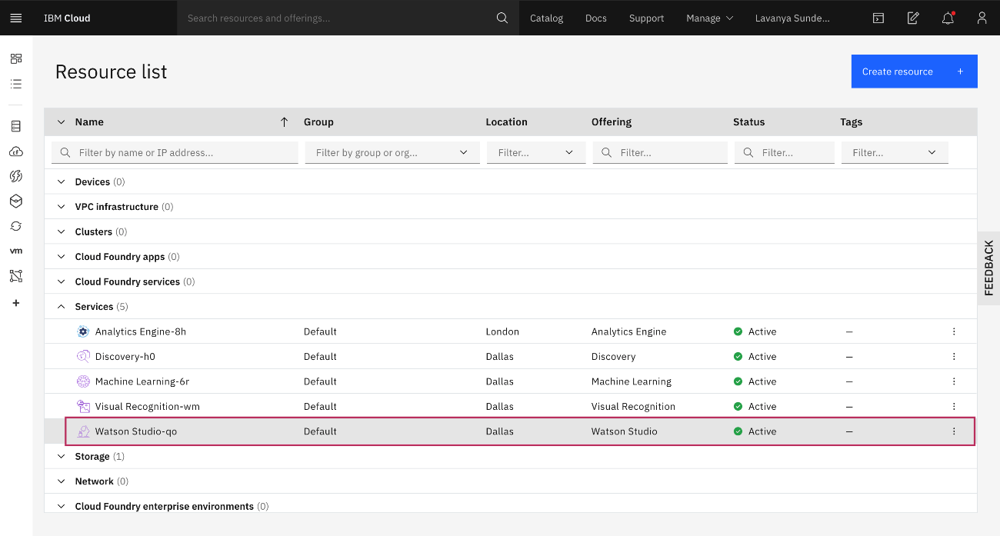 IBM Cloud Search resources and offerings... Catalog Docs Support Manage Lavanya Sunde...
Resource list
Create resource +
Name Group Location Offering Status Tags
Filter by name or IP address... Filter by group or org... Filter... Filter... Filter... Filter...
Devices (0)
VPC infrastructure (0)
Clusters (0)
Cloud Foundry apps (0)
Cloud Foundry services (0)
Services (5)
Analytics Engine-8h Default London Analytics Engine Active —
Discovery-h0 Default Dallas Discovery Active —
Machine Learning-6r Default Dallas Machine Learning Active —
Visual Recognition-wm Default Dallas Visual Recognition Active —
Watson Studio-qo Default Dallas Watson Studio Active —
Storage (1)
Network (0)
Cloud Foundry enterprise environments (0)
cf
vm
FEEDBACK